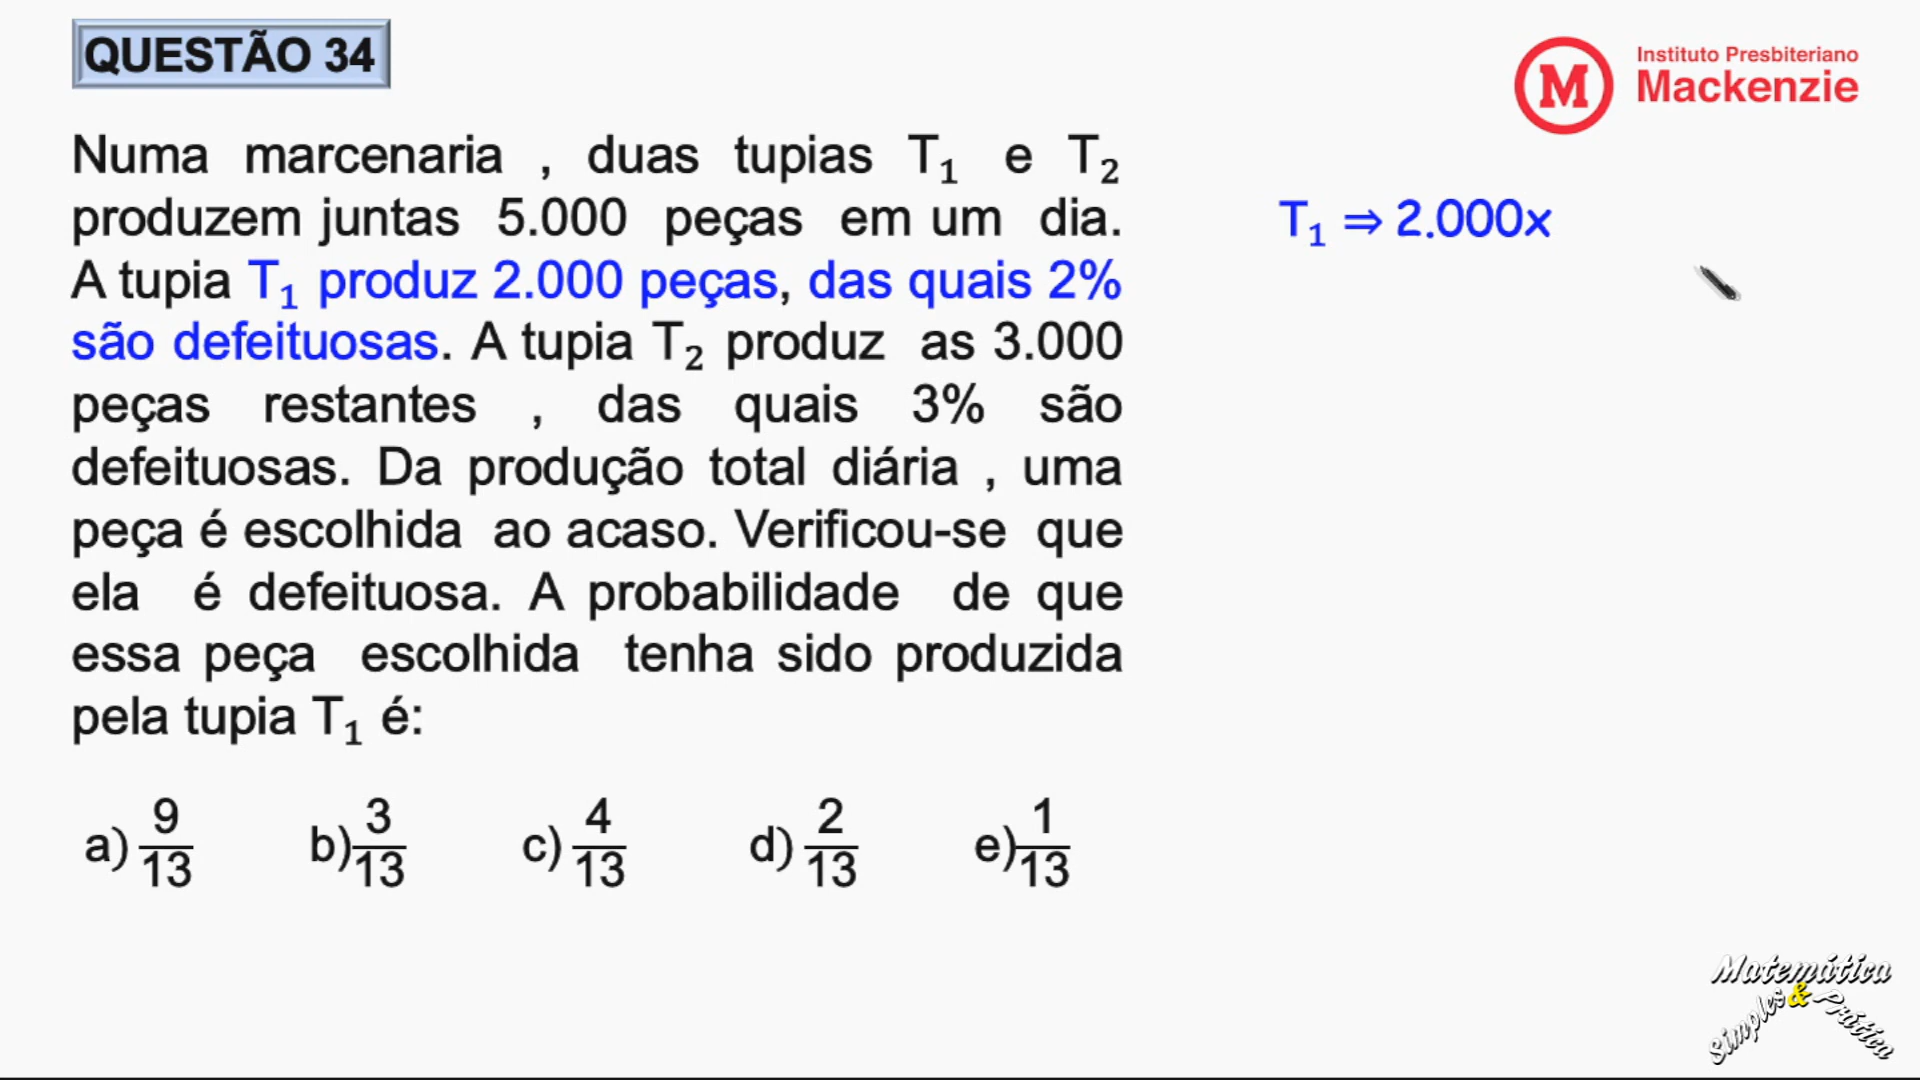 QUESTÃO 34
Instituto Presbiteriano
Mackenzie
M
Numa marcenaria , duas tupias T₁ e T₂
produzem juntas 5.000 peças em um dia.
A tupia T₁ produz 2.000 peças, das quais 2%
são defeituosas. A tupia T₂ produz as 3.000
peças restantes , das quais 3% são
defeituosas. Da produção total diária , uma
peça é escolhida ao acaso. Verificou-se que
ela é defeituosa. A probabilidade de que
essa peça escolhida tenha sido produzida
pela tupia T₁ é:
T₁ ⇒ 2.000x
a) 9/13 b) 3/13 c) 4/13 d) 2/13 e) 1/13
Matemática
Simples & Prática